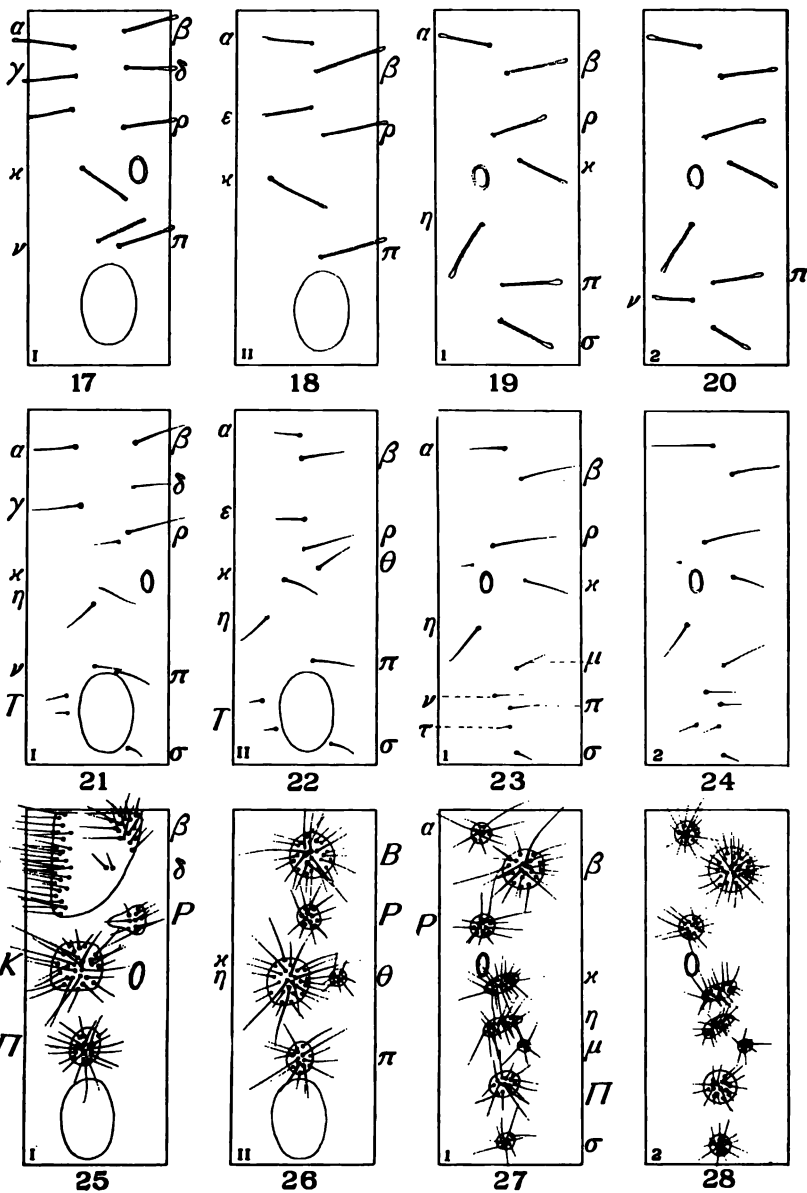 α β α α
γ δ β β
ε ρ ρ
ρ
ϰ ϰ ϰ
η
ν π π π π
ν
σ
I II 1 2
17 18 19 20
α β α β α β
γ δ
ε
ρ ρ ρ
θ
ϰ ϰ ϰ
η η η
μ
ν π π ν π
T T τ
σ σ
I II 1 2
21 22 23 24
α
β B β
δ
P P P
K ϰ θ ϰ
η η
μ
Π π Π
σ
I II 1 2
25 26 27 28